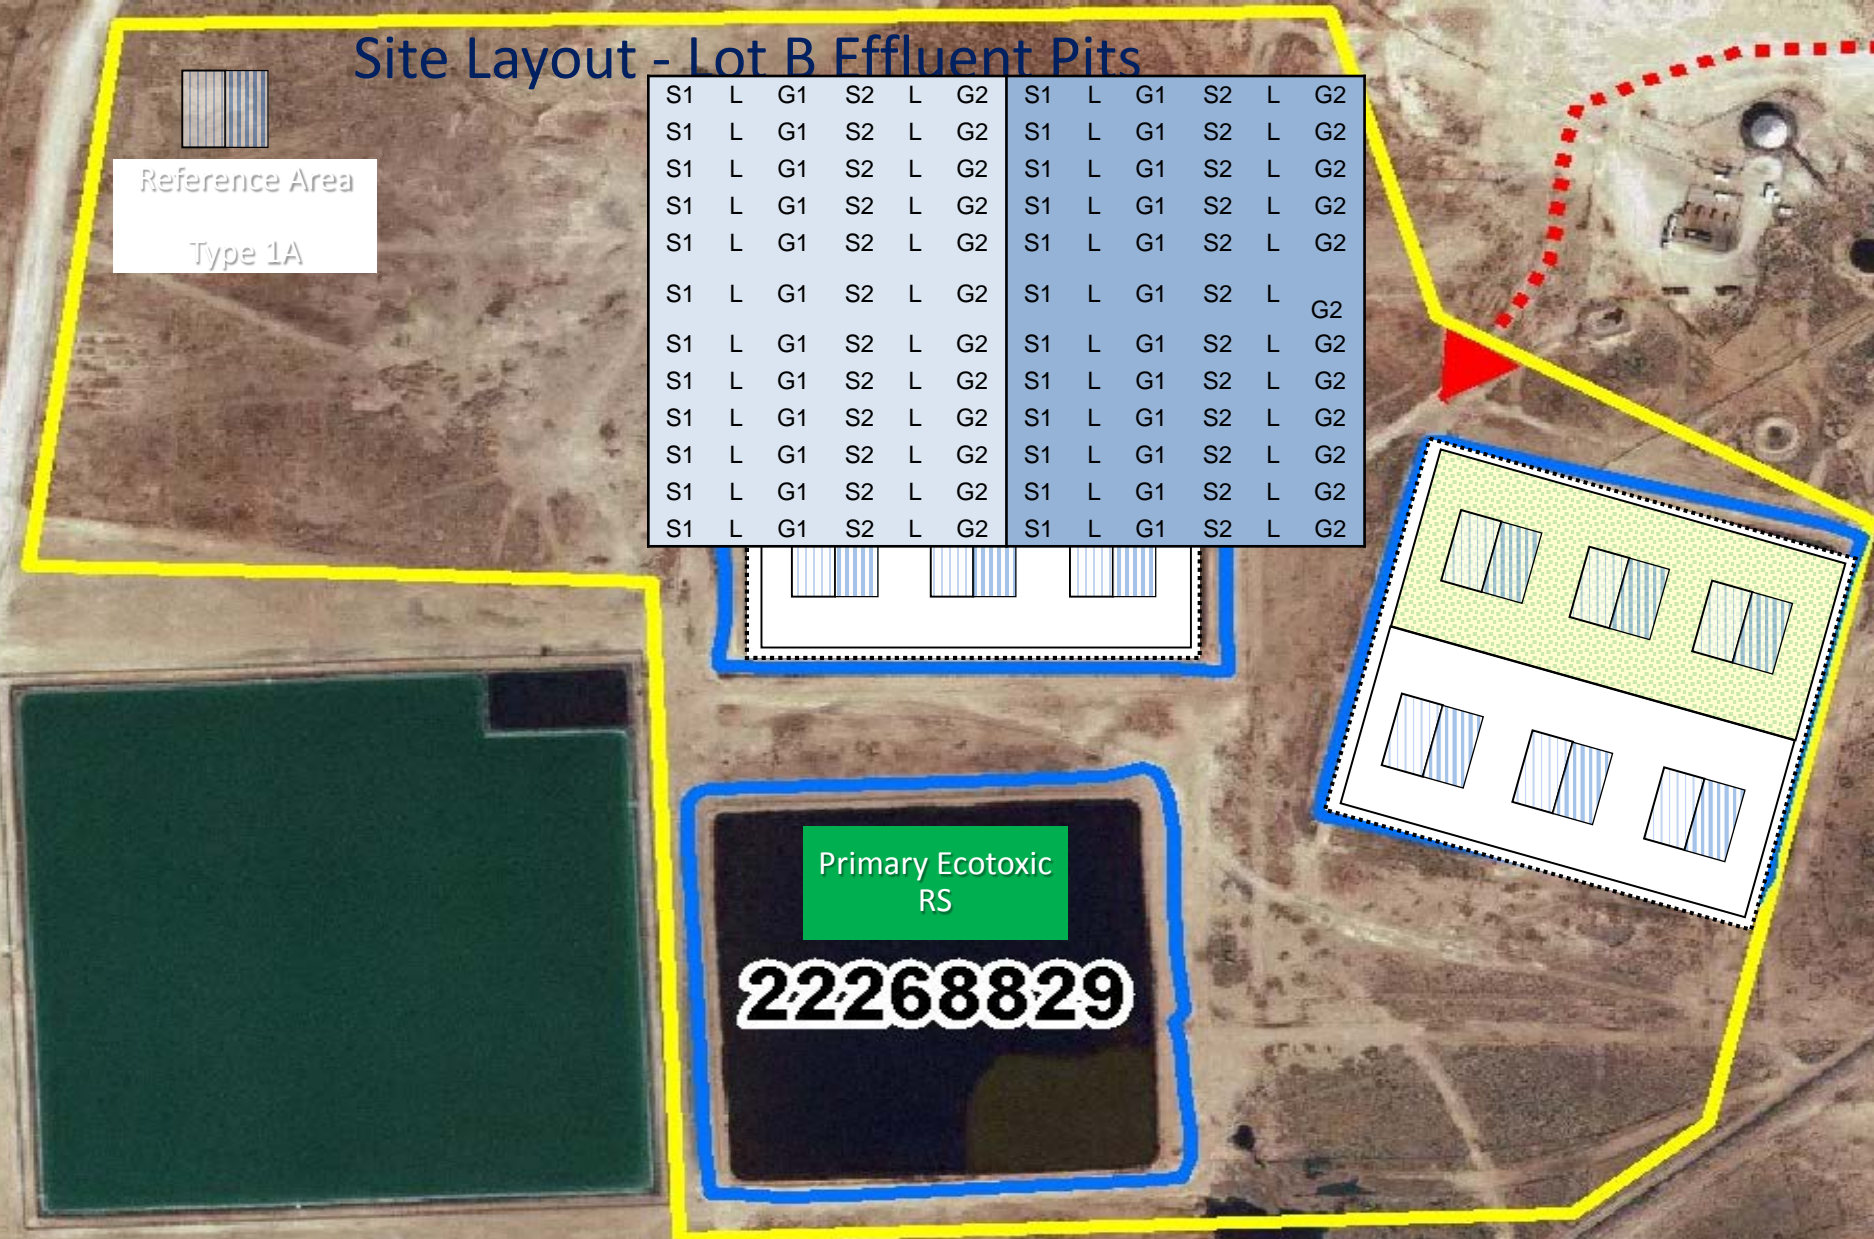 Site Layout - Lot B Effluent Pits
S1 L G1 S2 L G2 S1 L G1 S2 L G2
S1 L G1 S2 L G2 S1 L G1 S2 L G2
S1 L G1 S2 L G2 S1 L G1 S2 L G2
S1 L G1 S2 L G2 S1 L G1 S2 L G2
S1 L G1 S2 L G2 S1 L G1 S2 L G2
S1 L G1 S2 L G2 S1 L G1 S2 L G2
S1 L G1 S2 L G2 S1 L G1 S2 L G2
S1 L G1 S2 L G2 S1 L G1 S2 L G2
S1 L G1 S2 L G2 S1 L G1 S2 L G2
S1 L G1 S2 L G2 S1 L G1 S2 L G2
S1 L G1 S2 L G2 S1 L G1 S2 L G2
S1 L G1 S2 L G2 S1 L G1 S2 L G2
Reference Area
Type 1A
Primary Ecotoxic
RS
22268829